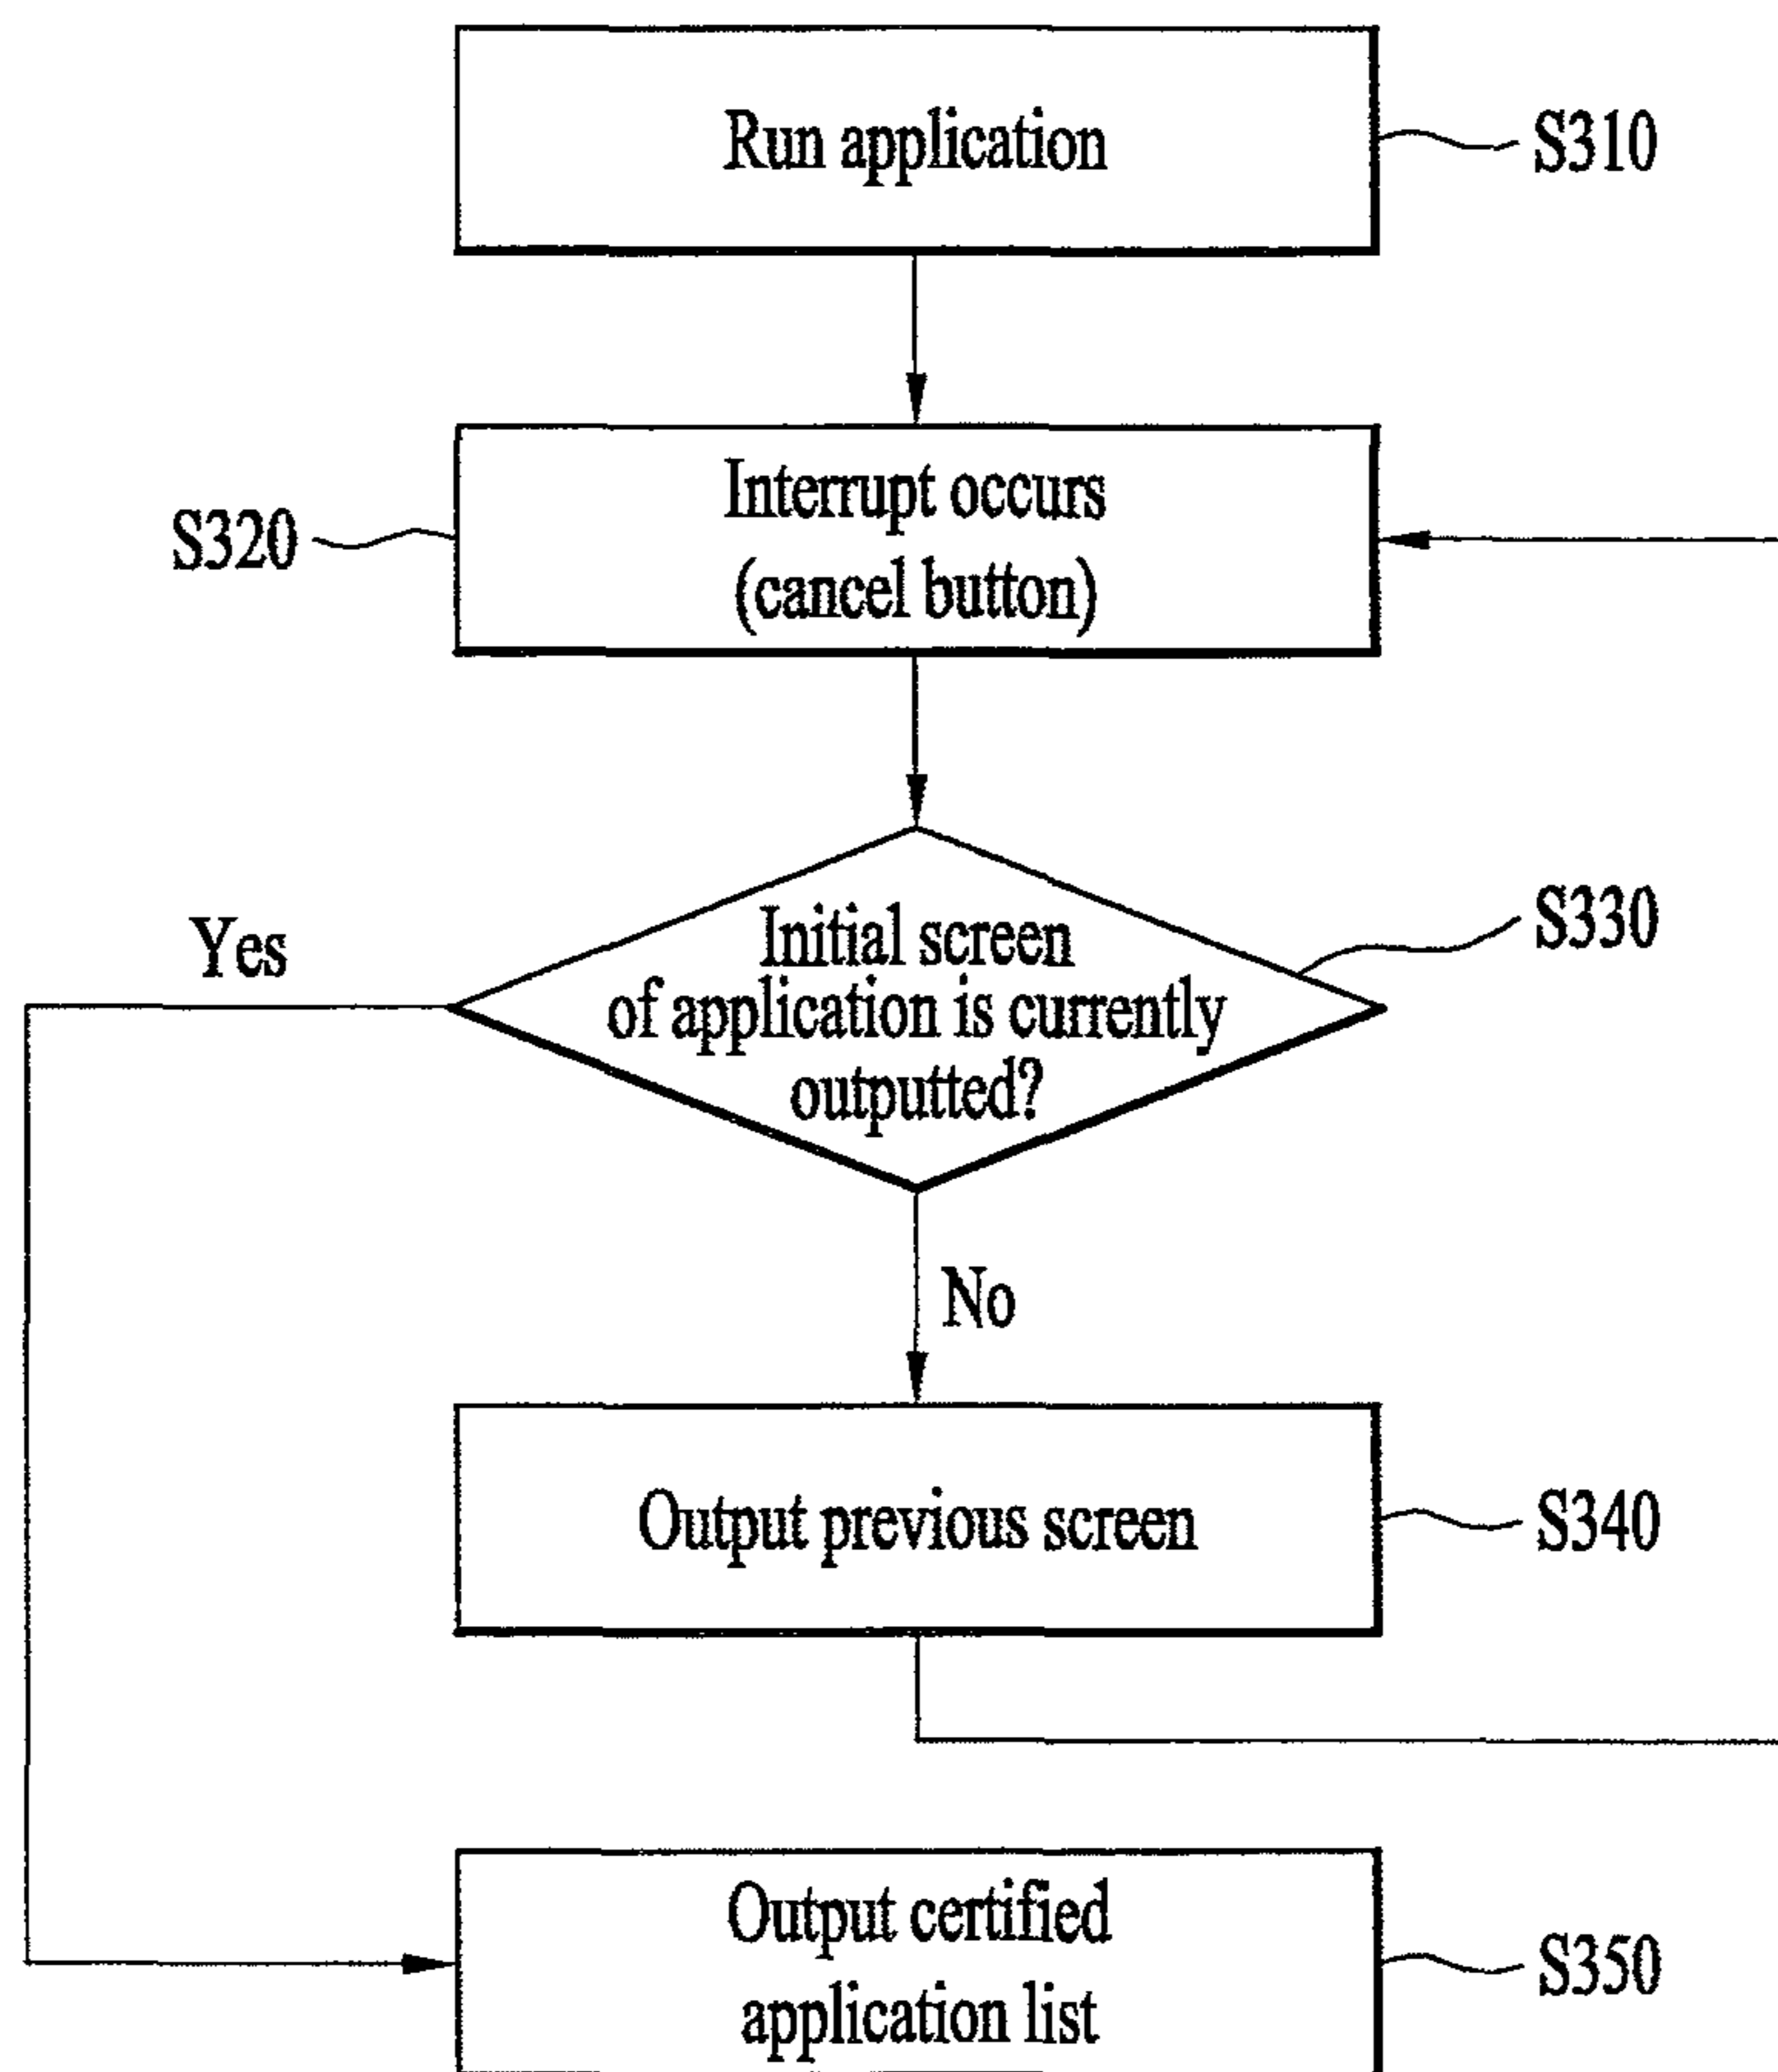 Run application
S310
Interrupt occurs
(cancel button)
S320
Initial screen
of application is currently
outputted?
S330
Yes
No
Output previous screen
S340
Output certified
application list
S350